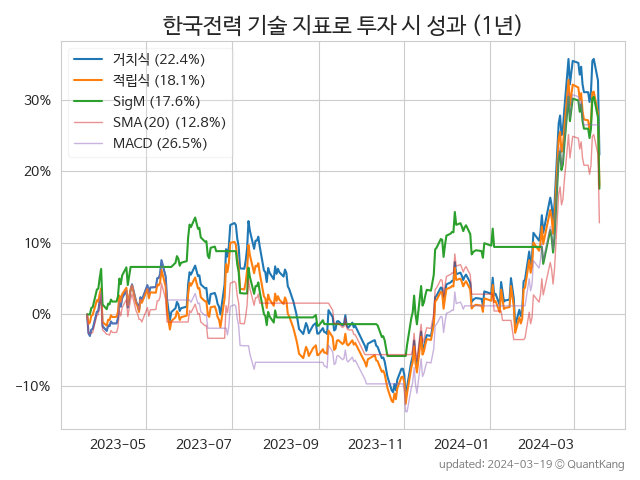 한국전력 기술 지표로 투자 시 성과 (1년)
거치식 (22.4%)
적립식 (18.1%)
SigM (17.6%)
SMA(20) (12.8%)
MACD (26.5%)
30%
20%
10%
0%
−10%
2023-05 2023-07 2023-09 2023-11 2024-01 2024-03
updated: 2024-03-19 © QuantKang